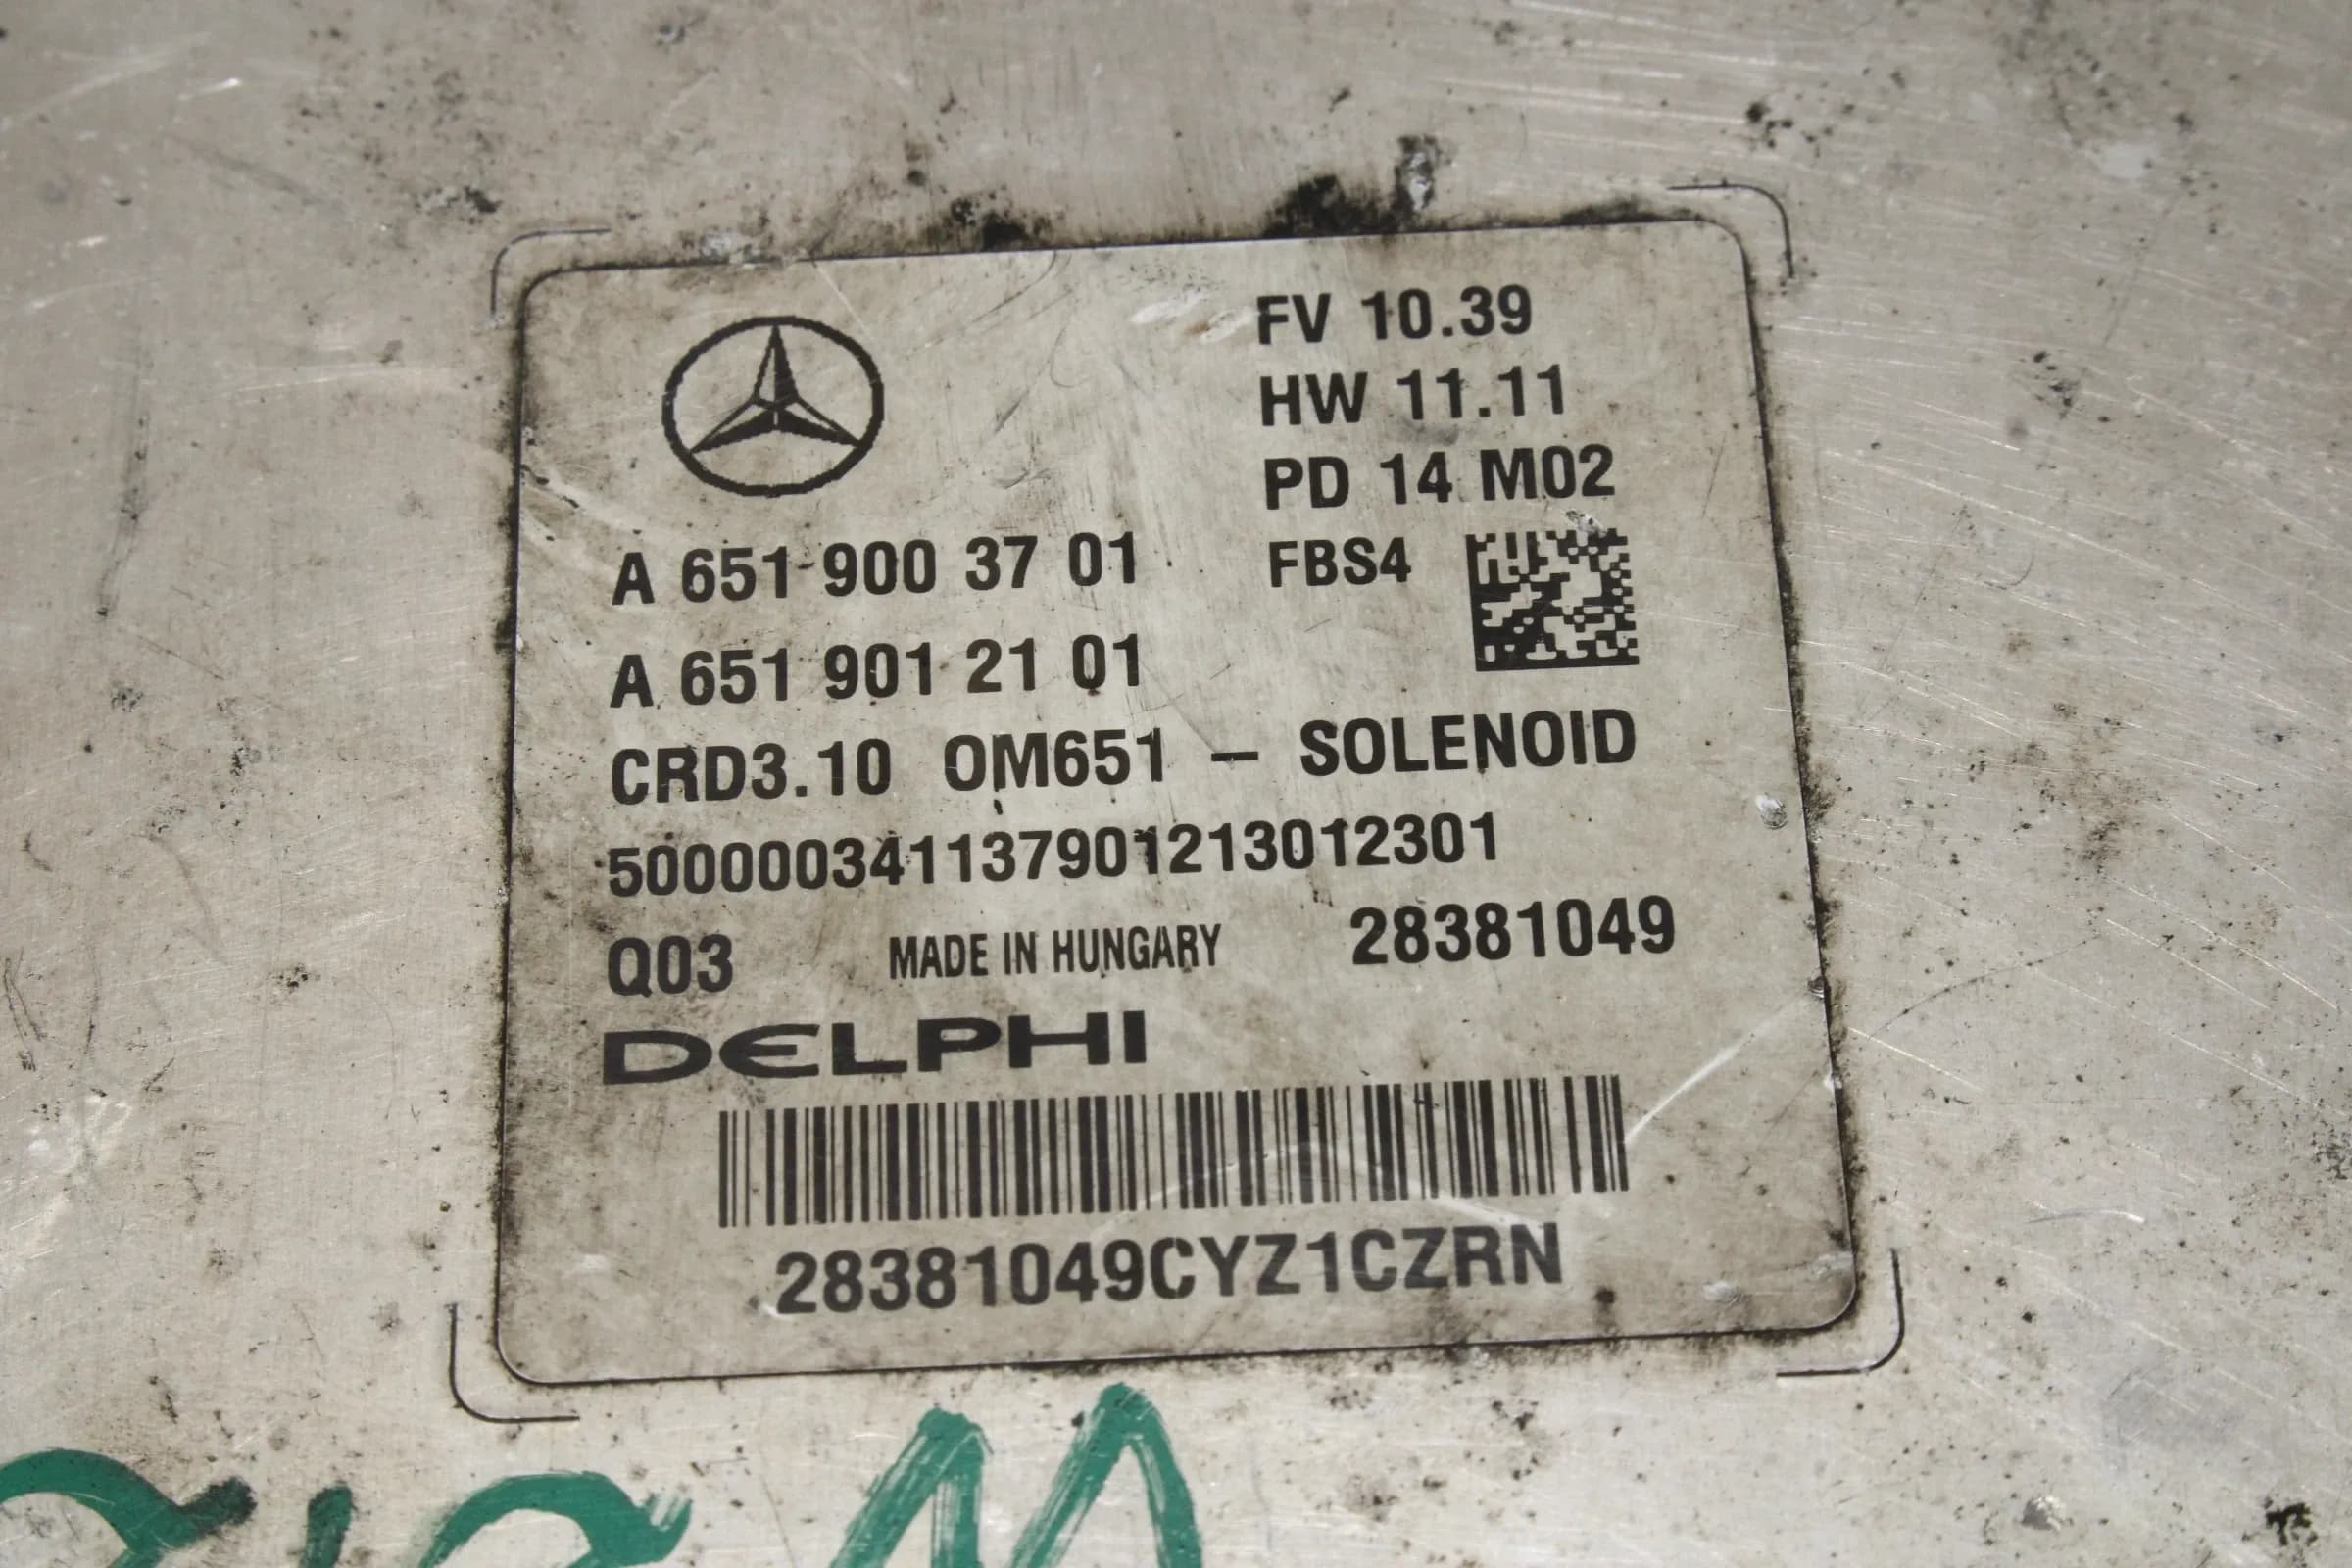 FV 10.39
HW 11.11
PD 14 M02
A 651 900 37 01 FBS4
A 651 901 21 01
CRD3.10 OM651 – SOLENOID
500000341137901213012301
Q03 MADE IN HUNGARY 28381049
DELPHI
28381049CYZ1CZRN